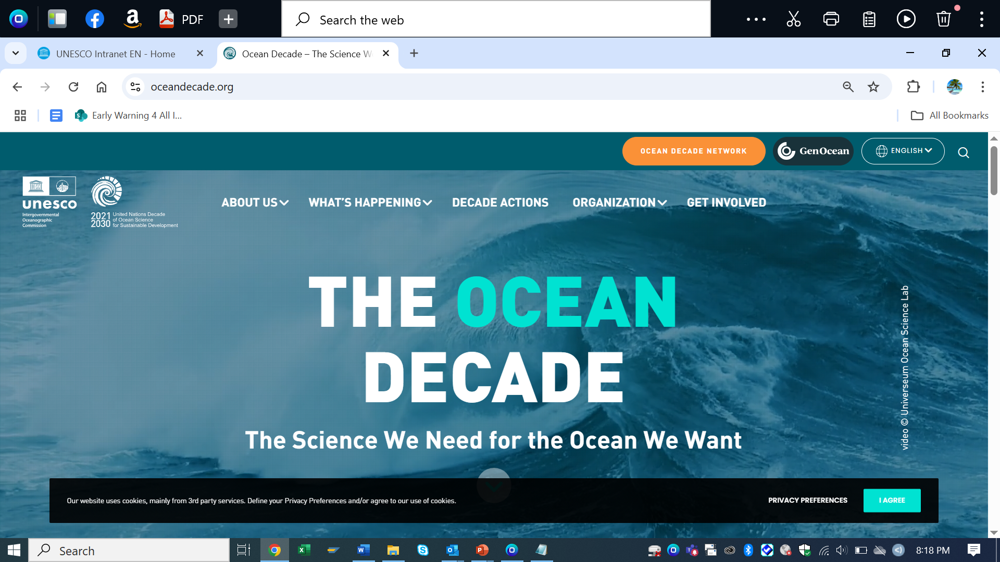 PDF
Search the web
UNESCO Intranet EN - Home
Ocean Decade – The Science W
oceandecade.org
Early Warning 4 All I...
All Bookmarks
OCEAN DECADE NETWORK
GenOcean
ENGLISH
unesco
Intergovernmental
Oceanographic
Commission
2021
2030
United Nations Decade
of Ocean Science
for Sustainable Development
ABOUT US
WHAT'S HAPPENING
DECADE ACTIONS
ORGANIZATION
GET INVOLVED
THE OCEAN
DECADE
The Science We Need for the Ocean We Want
video © Universeum Ocean Science Lab
Our website uses cookies, mainly from 3rd party services. Define your Privacy Preferences and/or agree to our use of cookies.
PRIVACY PREFERENCES
I AGREE
Search
8:18 PM